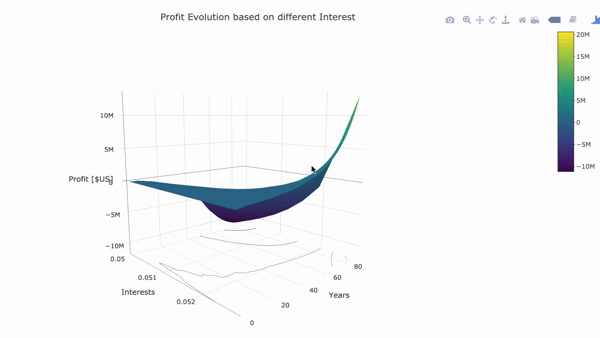 Profit Evolution based on different Interest
20M
15M
10M
5M
0
−5M
−10M
10M
5M
Profit [$US]
−5M
−10M
0.05
0.051
0.052
Interests
80
60
40
20
0
Years